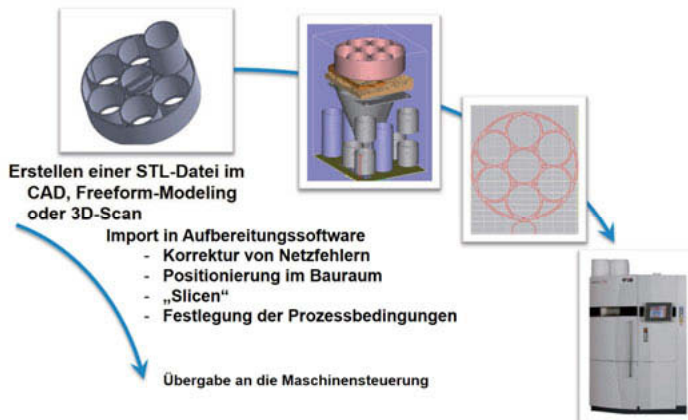 Erstellen einer STL-Datei im
CAD, Freeform-Modeling
oder 3D-Scan
Import in Aufbereitungssoftware
- Korrektur von Netzfehlern
- Positionierung im Bauraum
- „Slicen“
- Festlegung der Prozessbedingungen
Übergabe an die Maschinensteuerung